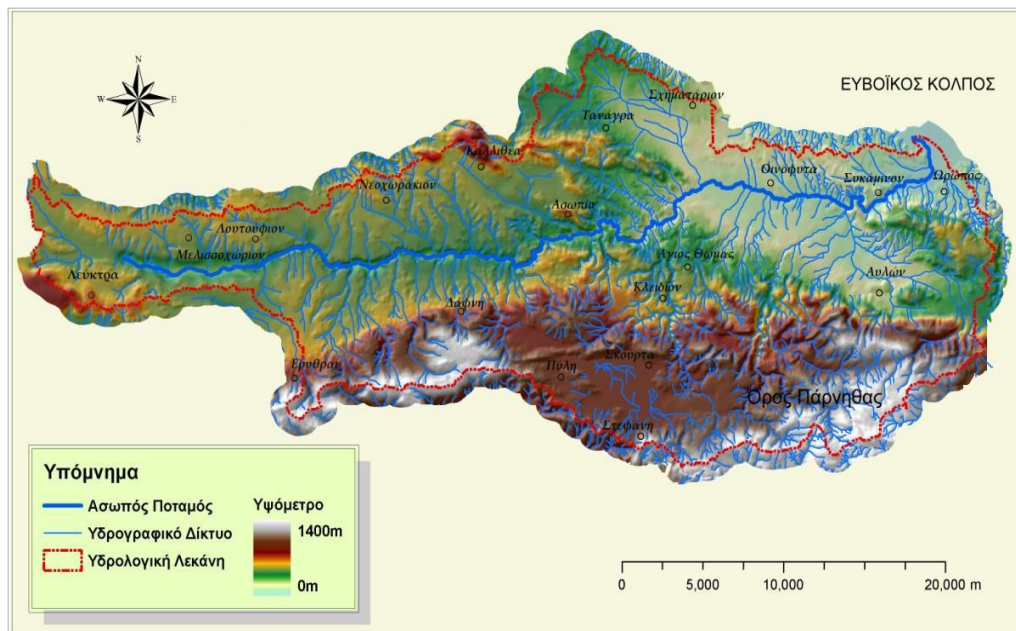 N
W E
S
ΕΥΒΟΪΚΟΣ ΚΟΛΠΟΣ
Σχηματάριον
Τανάγρα
Καλλιθέα
Οινόφυτα
Συκάμινον
Ωρωπός
Νεοχωράκιον
Ασωπία
Λουτούφιον
Μελισσοχώριον
Άγιος Θωμάς
Λεύκτρα
Κλειδίον
Αυλών
Δάφνη
Ερυθραί
Πύλη
Σκούρτα
Όρος Πάρνηθας
Στεφάνη
Υπόμνημα
Ασωπός Ποταμός
Υδρογραφικό Δίκτυο
Υδρολογική Λεκάνη
Υψόμετρο
1400m
0m
0 5,000 10,000 20,000 m